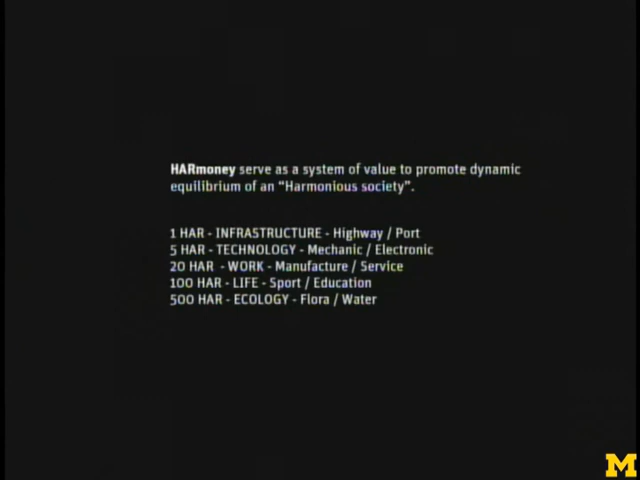 HARmoney serve as a system of value to promote dynamic
equilibrium of an “Harmonious society”.
1 HAR - INFRASTRUCTURE - Highway / Port
5 HAR - TECHNOLOGY - Mechanic / Electronic
20 HAR - WORK - Manufacture / Service
100 HAR - LIFE - Sport / Education
500 HAR - ECOLOGY - Flora / Water
M